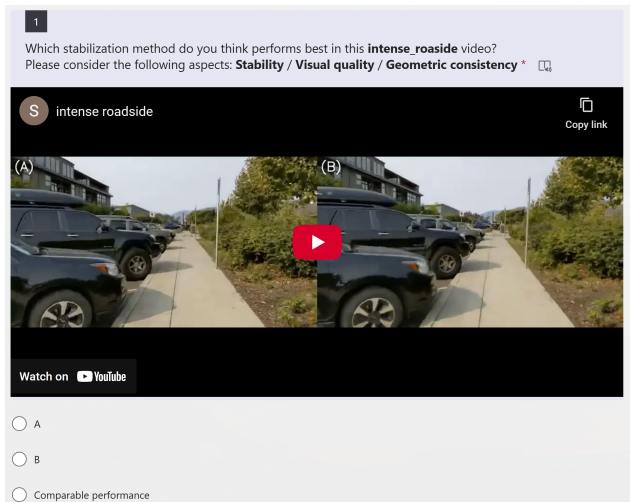 1
Which stabilization method do you think performs best in this intense_roaside video?
Please consider the following aspects: Stability / Visual quality / Geometric consistency *
S intense roadside
Copy link
(A) (B)
Watch on YouTube
A
B
Comparable performance